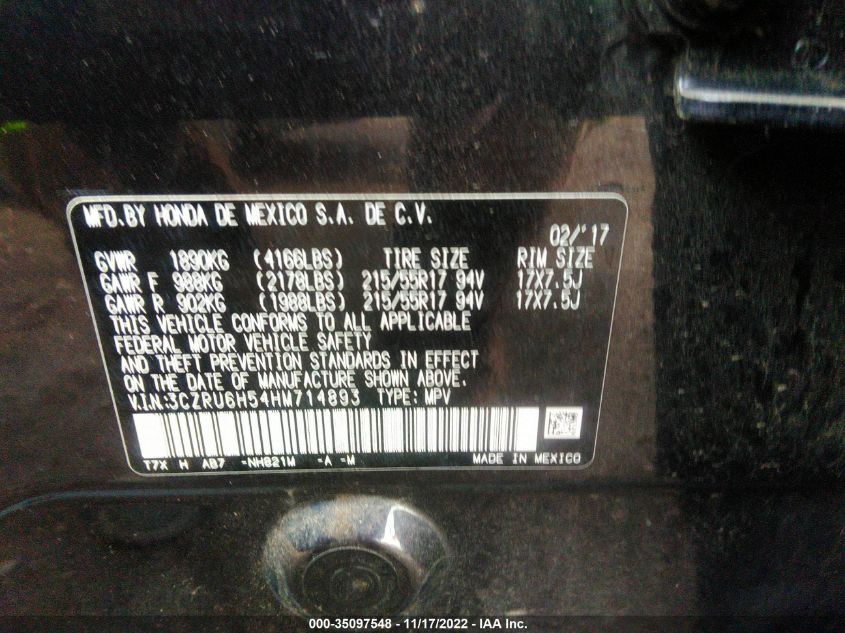 MFD.BY HONDA DE MEXICO S.A. DE C.V.
02/'17
GVWR 1890KG (4166LBS) TIRE SIZE RIM SIZE
GAWR F 988KG (2178LBS) 215/55R17 94V 17X7.5J
GAWR R 902KG (1988LBS) 215/55R17 94V 17X7.5J
THIS VEHICLE CONFORMS TO ALL APPLICABLE
FEDERAL MOTOR VEHICLE SAFETY
AND THEFT PREVENTION STANDARDS IN EFFECT
ON THE DATE OF MANUFACTURE SHOWN ABOVE.
V.I.N:3CZRU6H54HM714893 TYPE: MPV
T7X H AB7 -NH821M -A -M MADE IN MEXICO
000-35097548 - 11/17/2022 - IAA Inc.